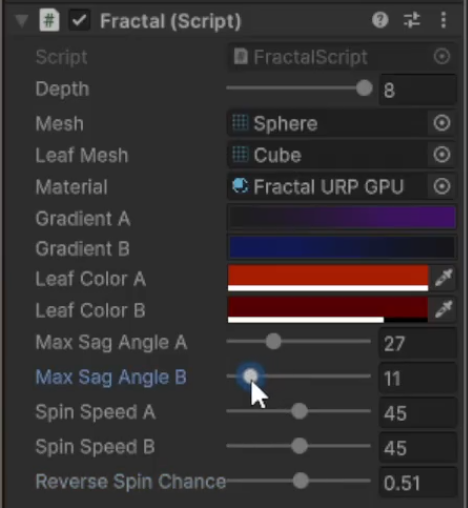 Fractal (Script)
Script FractalScript
Depth 8
Mesh Sphere
Leaf Mesh Cube
Material Fractal URP GPU
Gradient A
Gradient B
Leaf Color A
Leaf Color B
Max Sag Angle A 27
Max Sag Angle B 11
Spin Speed A 45
Spin Speed B 45
Reverse Spin Chance 0.51